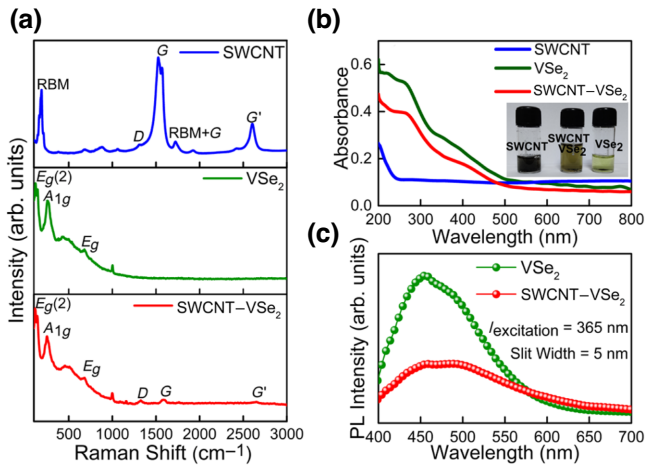 (a)
SWCNT
G
RBM
D
RBM+G
G'
VSe2
Eg(2)
A1g
Eg
SWCNT–VSe2
Eg(2)
A1g
Eg
D
G
G'
Intensity (arb. units)
500 1000 1500 2000 2500 3000
Raman Shift (cm–1)
(b)
SWCNT
VSe2
SWCNT–VSe2
0.6
0.4
0.2
0.0
Absorbance
SWCNT
SWCNT
VSe2
VSe2
200 300 400 500 600 700 800
Wavelength (nm)
(c)
VSe2
SWCNT–VSe2
Iexcitation = 365 nm
Slit Width = 5 nm
PL Intensity (arb. units)
400 450 500 550 600 650 700
Wavelength (nm)